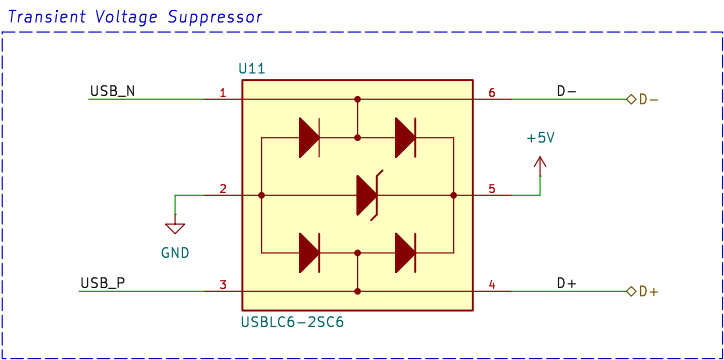 Transient Voltage Suppressor
U11
USB_N 1 6 D- D-
+5V
2 5
GND
USB_P 3 4 D+ D+
USBLC6-2SC6